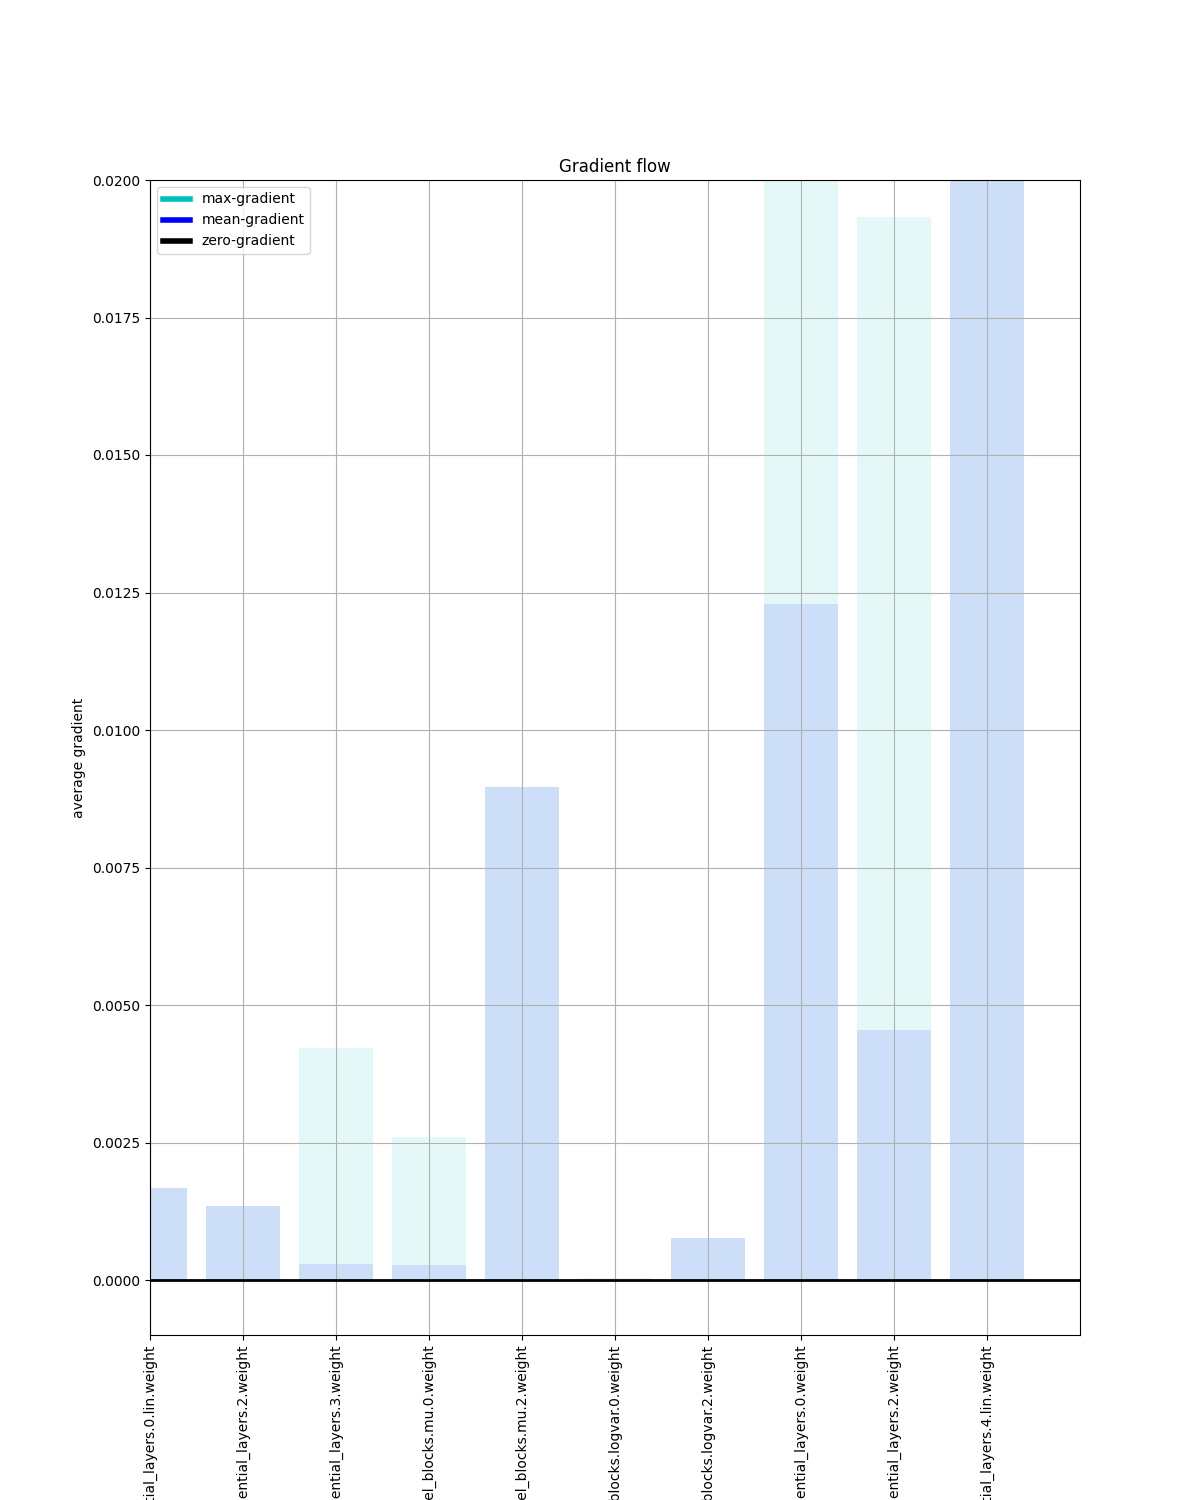 Gradient flow
max-gradient
mean-gradient
zero-gradient
0.0200
0.0175
0.0150
0.0125
0.0100
0.0075
0.0050
0.0025
0.0000
average gradient
tial_layers.0.lin.weight
ential_layers.2.weight
ential_layers.3.weight
el_blocks.mu.0.weight
el_blocks.mu.2.weight
blocks.logvar.0.weight
blocks.logvar.2.weight
ential_layers.0.weight
ential_layers.2.weight
tial_layers.4.lin.weight